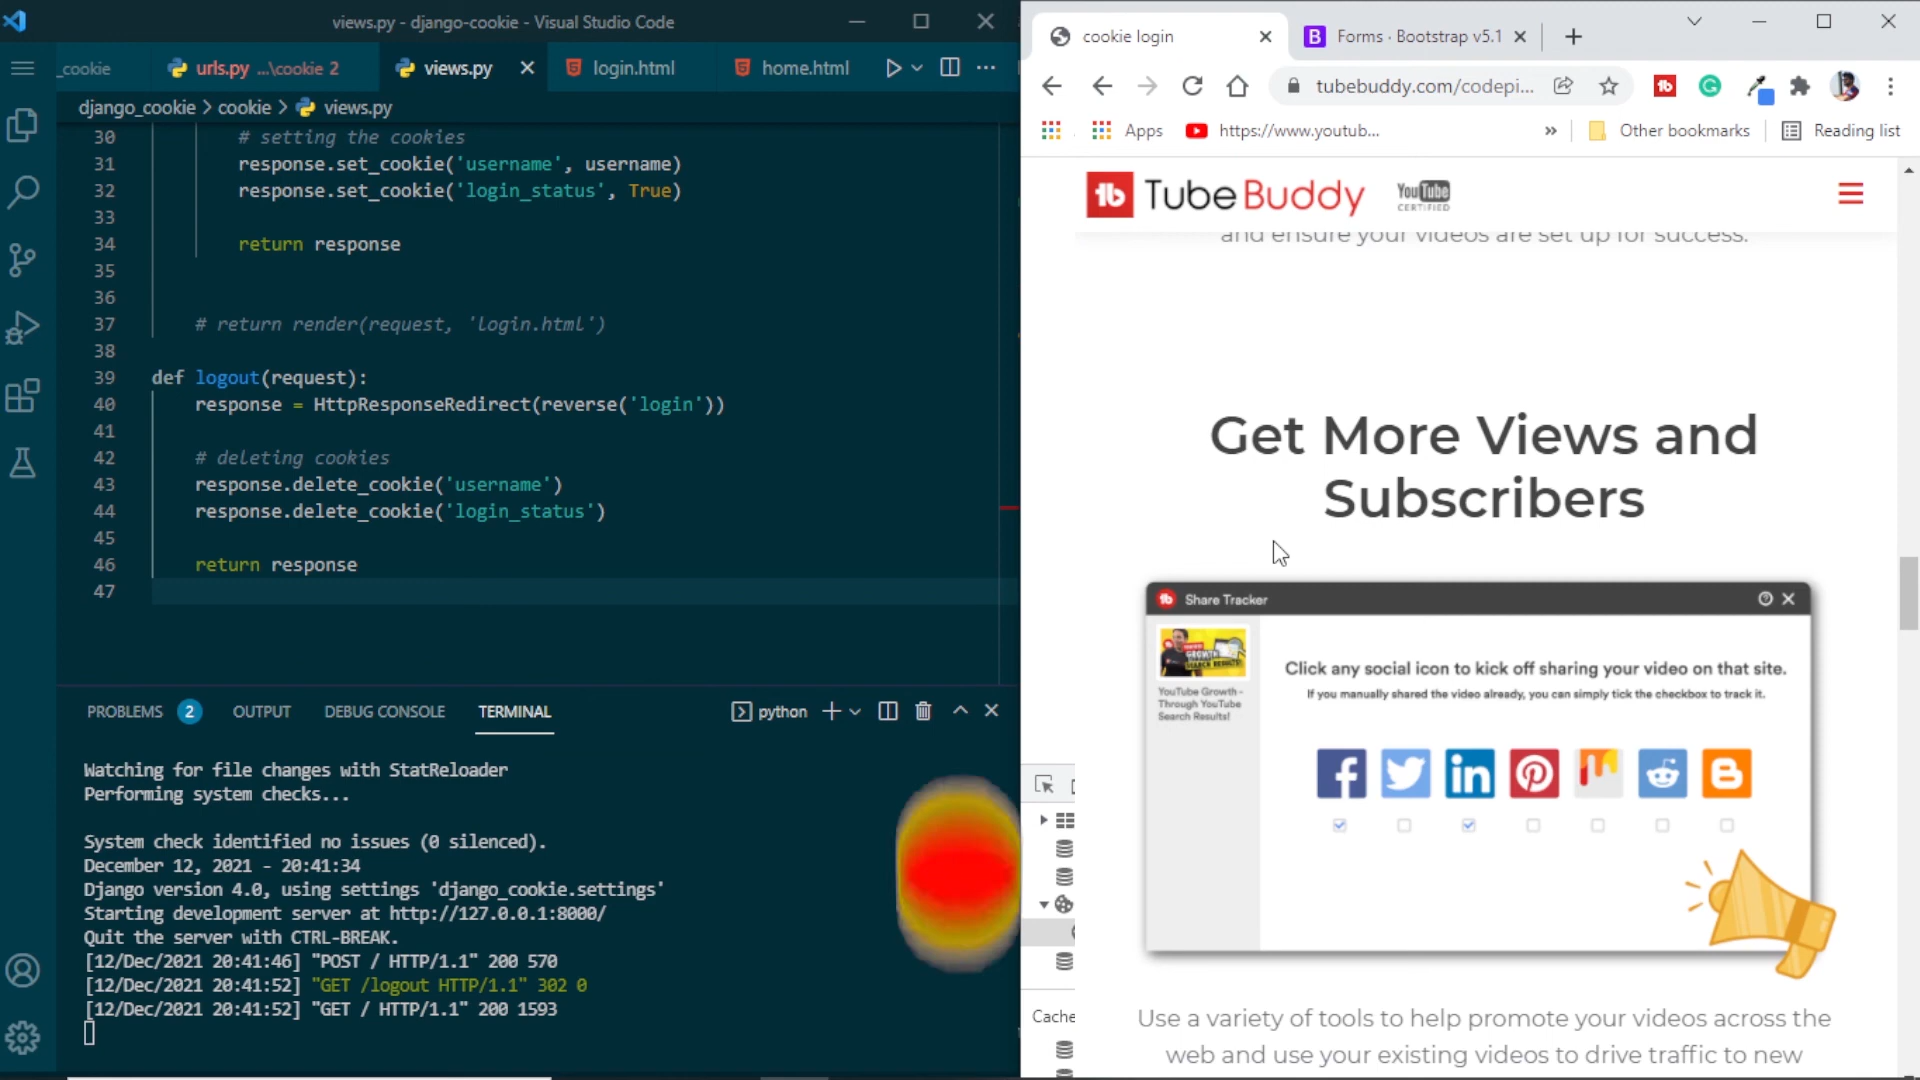 views.py - django-cookie - Visual Studio Code
_cookie
urls.py ...\cookie 2
views.py
login.html
home.html
django_cookie > cookie > views.py
30 # setting the cookies
31 response.set_cookie('username', username)
32 response.set_cookie('login_status', True)
33
34 return response
35
36
37 # return render(request, 'login.html')
38
39 def logout(request):
40 response = HttpResponseRedirect(reverse('login'))
41
42 # deleting cookies
43 response.delete_cookie('username')
44 response.delete_cookie('login_status')
45
46 return response
47
PROBLEMS 2 OUTPUT DEBUG CONSOLE TERMINAL
python
Watching for file changes with StatReloader
Performing system checks...
System check identified no issues (0 silenced).
December 12, 2021 - 20:41:34
Django version 4.0, using settings 'django_cookie.settings'
Starting development server at http://127.0.0.1:8000/
Quit the server with CTRL-BREAK.
[12/Dec/2021 20:41:46] "POST / HTTP/1.1" 200 570
[12/Dec/2021 20:41:52] "GET /logout HTTP/1.1" 302 0
[12/Dec/2021 20:41:52] "GET / HTTP/1.1" 200 1593
cookie login
B Forms · Bootstrap v5.1
tubebuddy.com/codepi...
Apps
https://www.youtub...
» Other bookmarks
Reading list
TubeBuddy
YouTube
CERTIFIED
and ensure your videos are set up for success.
Get More Views and
Subscribers
Share Tracker
YouTube Growth -
Through YouTube
Search Results!
Click any social icon to kick off sharing your video on that site.
If you manually shared the video already, you can simply tick the checkbox to track it.
Cache
Use a variety of tools to help promote your videos across the
web and use your existing videos to drive traffic to new